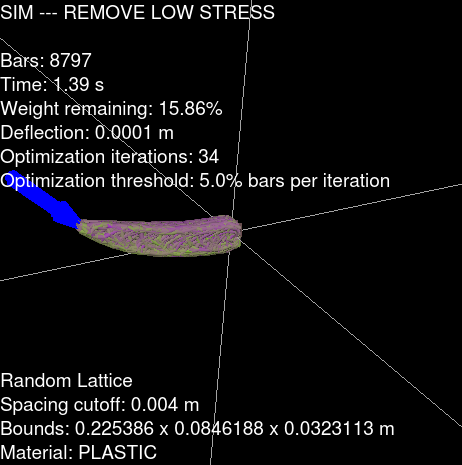 SIM --- REMOVE LOW STRESS
Bars: 8797
Time: 1.39 s
Weight remaining: 15.86%
Deflection: 0.0001 m
Optimization iterations: 34
Optimization threshold: 5.0% bars per iteration
Random Lattice
Spacing cutoff: 0.004 m
Bounds: 0.225386 x 0.0846188 x 0.0323113 m
Material: PLASTIC